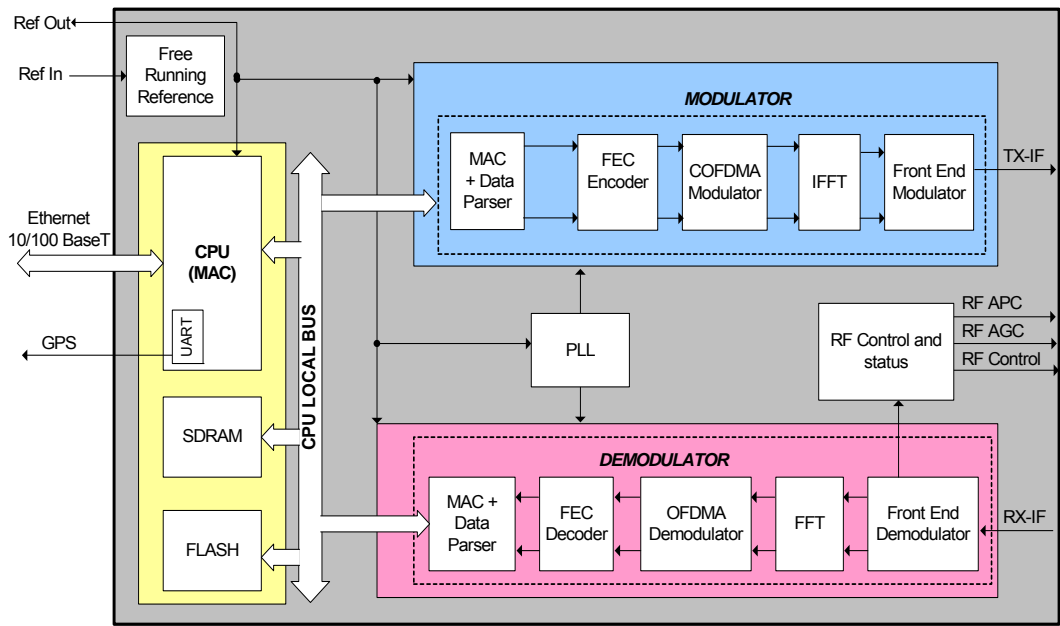 Ref Out
Ref In
Free
Running
Reference
MODULATOR
MAC
+ Data
Parser
FEC
Encoder
COFDMA
Modulator
IFFT
Front End
Modulator
TX-IF
Ethernet
10/100 BaseT
CPU
(MAC)
UART
GPS
CPU LOCAL BUS
SDRAM
FLASH
PLL
RF Control and
status
RF APC
RF AGC
RF Control
DEMODULATOR
MAC +
Data
Parser
FEC
Decoder
OFDMA
Demodulator
FFT
Front End
Demodulator
RX-IF